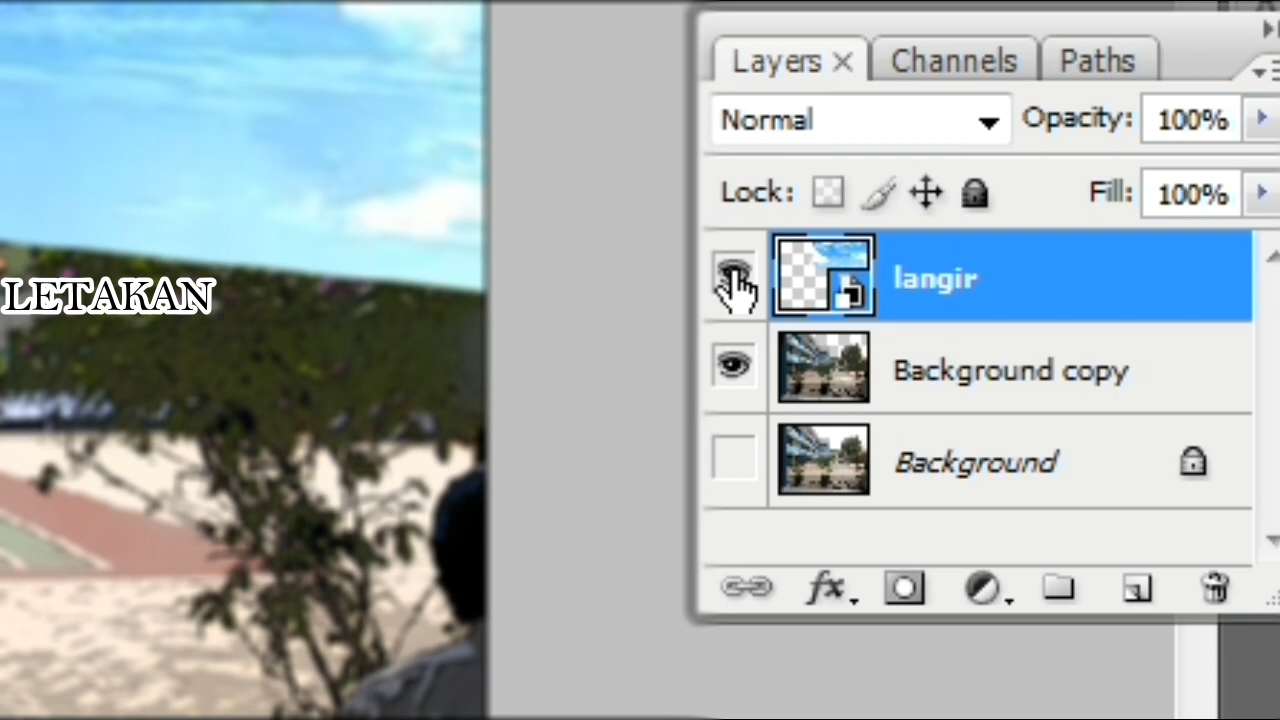 Layers Channels Paths
Normal Opacity: 100%
Lock: Fill: 100%
LETAKAN
langir
Background copy
Background
fx